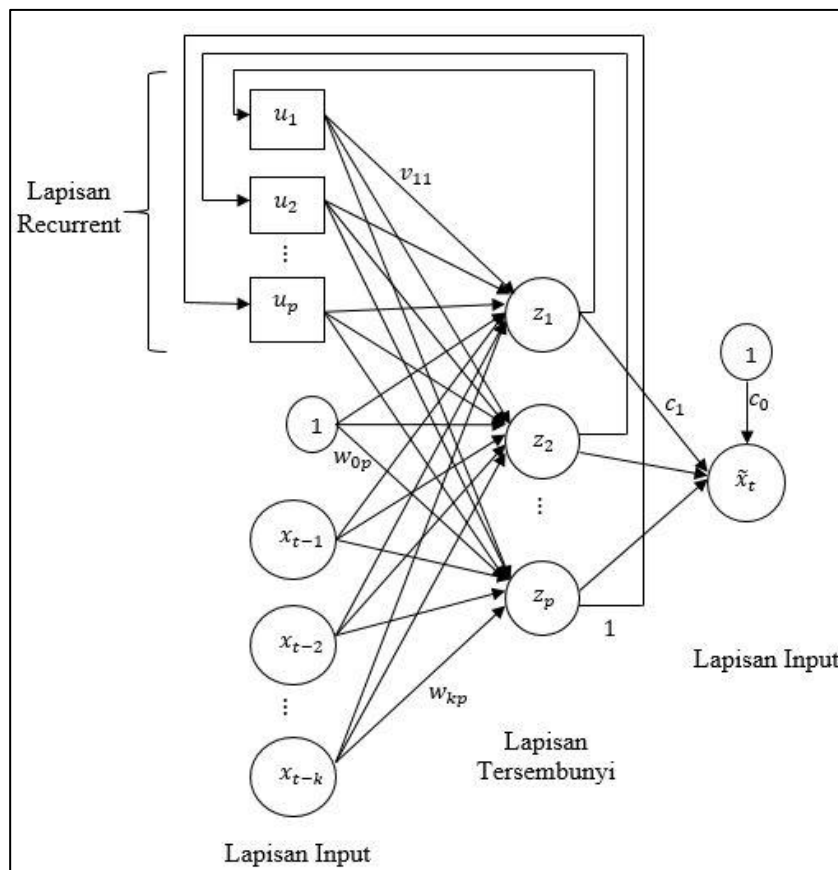 Lapisan
Recurrent
u₁
u₂
⋮
uₚ
v₁₁
1
w₀ₚ
xₜ₋₁
xₜ₋₂
⋮
xₜ₋ₖ
wₖₚ
Lapisan Input
z₁
z₂
⋮
zₚ
1
Lapisan
Tersembunyi
c₁
1
c₀
x̃ₜ
Lapisan Input